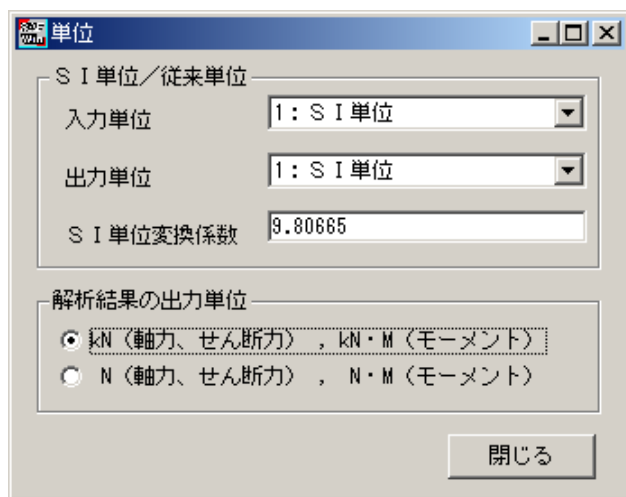 単位
ＳＩ単位／従来単位
入力単位
1：ＳＩ単位
出力単位
1：ＳＩ単位
ＳＩ単位変換係数
9.80665
解析結果の出力単位
kN（軸力、せん断力），kN・M（モーメント）
N（軸力、せん断力）， N・M（モーメント）
閉じる